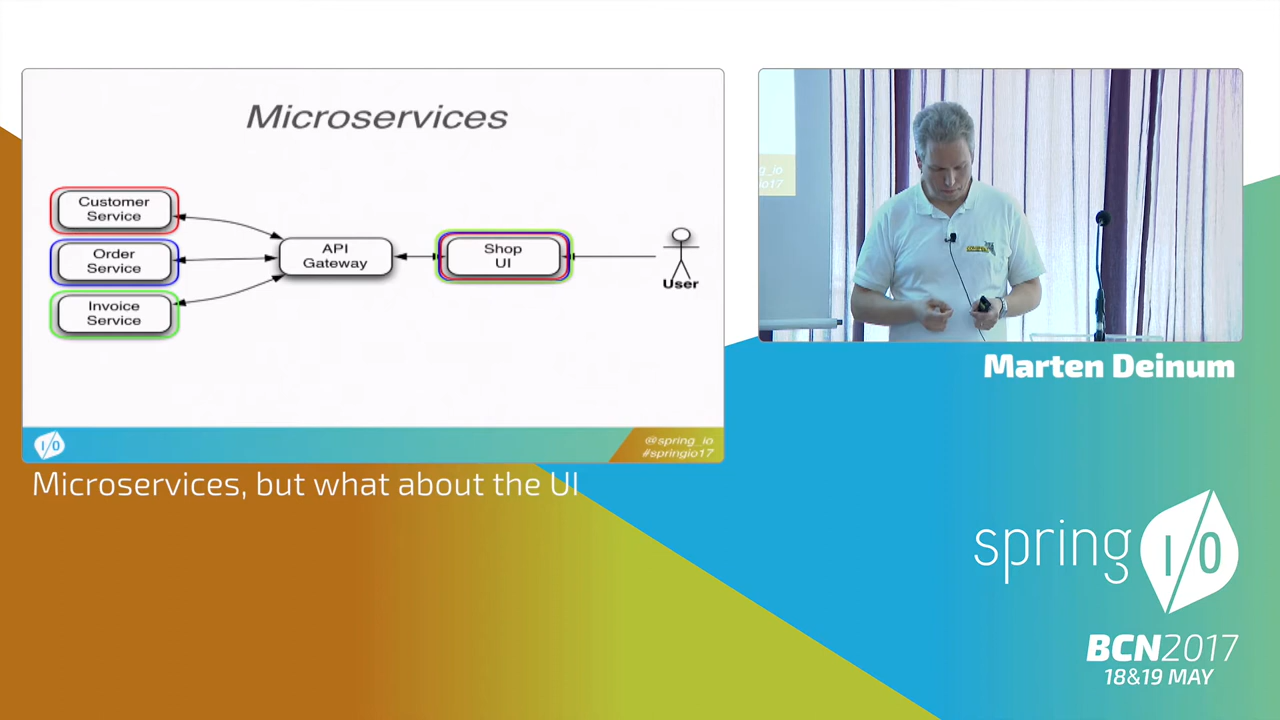 Microservices
Customer
Service
Order
Service
Invoice
Service
API
Gateway
Shop
UI
User
I/O
@spring_io
#springio17
Microservices, but what about the UI
Marten Deinum
spring I/O
BCN2017
18&19 MAY